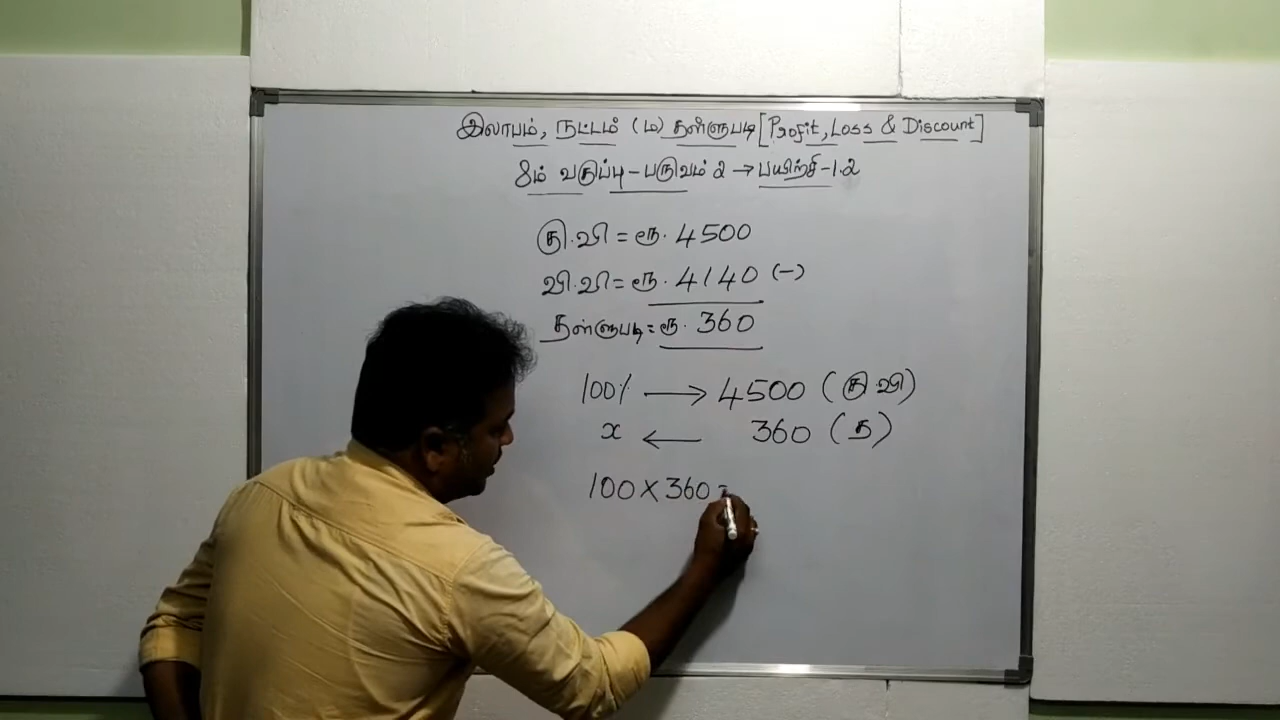 இலாபம், நட்டம் (ம) தள்ளுபடி [Profit, Loss & Discount]
8ம் வகுப்பு - பருவம் 2 → பயிற்சி - 1.2
கு.வி = ரூ. 4500
வி.வி = ரூ. 4140 (-)
தள்ளுபடி = ரூ. 360
100% → 4500 (கு.வி)
x ← 360 (த)
100 X 360 =